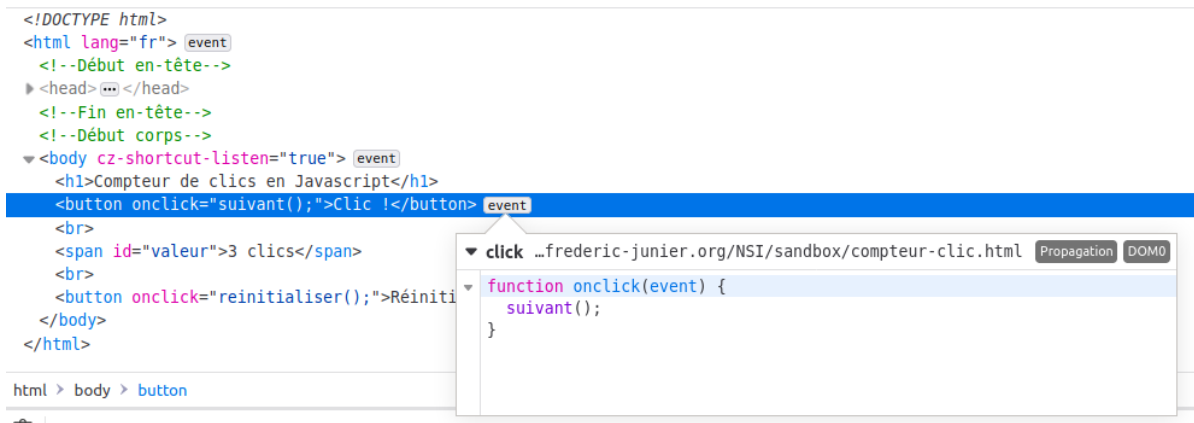 <!DOCTYPE html>
<html lang="fr"> event
<!--Début en-tête-->
<head> ••• </head>
<!--Fin en-tête-->
<!--Début corps-->
<body cz-shortcut-listen="true"> event
<h1>Compteur de clics en Javascript</h1>
<button onclick="suivant();">Clic !</button> event
<br>
<span id="valeur">3 clics</span>
<br>
<button onclick="reinitialiser();">Réiniti
</body>
</html>
click …frederic-junier.org/NSI/sandbox/compteur-clic.html Propagation DOM0
function onclick(event) {
suivant();
}
html > body > button